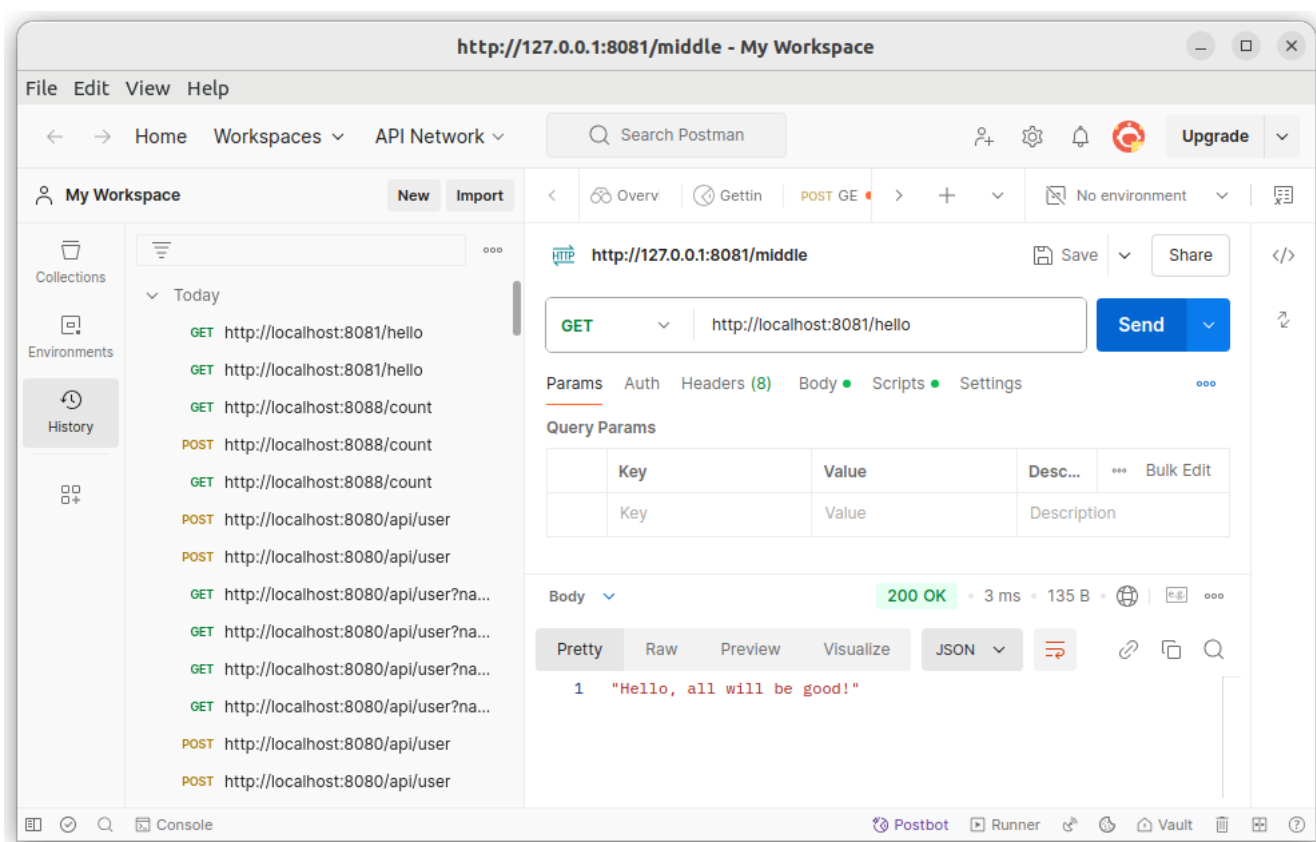 http://127.0.0.1:8081/middle - My Workspace
File Edit View Help
Home Workspaces API Network Search Postman Upgrade
My Workspace New Import Overv Gettin POST GE No environment
Collections
Environments
History
Today
GET http://localhost:8081/hello
GET http://localhost:8081/hello
GET http://localhost:8088/count
POST http://localhost:8088/count
GET http://localhost:8088/count
POST http://localhost:8080/api/user
POST http://localhost:8080/api/user
GET http://localhost:8080/api/user?na...
GET http://localhost:8080/api/user?na...
GET http://localhost:8080/api/user?na...
GET http://localhost:8080/api/user?na...
POST http://localhost:8080/api/user
POST http://localhost:8080/api/user
HTTP http://127.0.0.1:8081/middle Save Share
GET http://localhost:8081/hello Send
Params Auth Headers (8) Body Scripts Settings
Query Params
Key Value Desc... Bulk Edit
Key Value Description
Body 200 OK 3 ms 135 B e.g.
Pretty Raw Preview Visualize JSON
1 "Hello, all will be good!"
Console Postbot Runner Vault